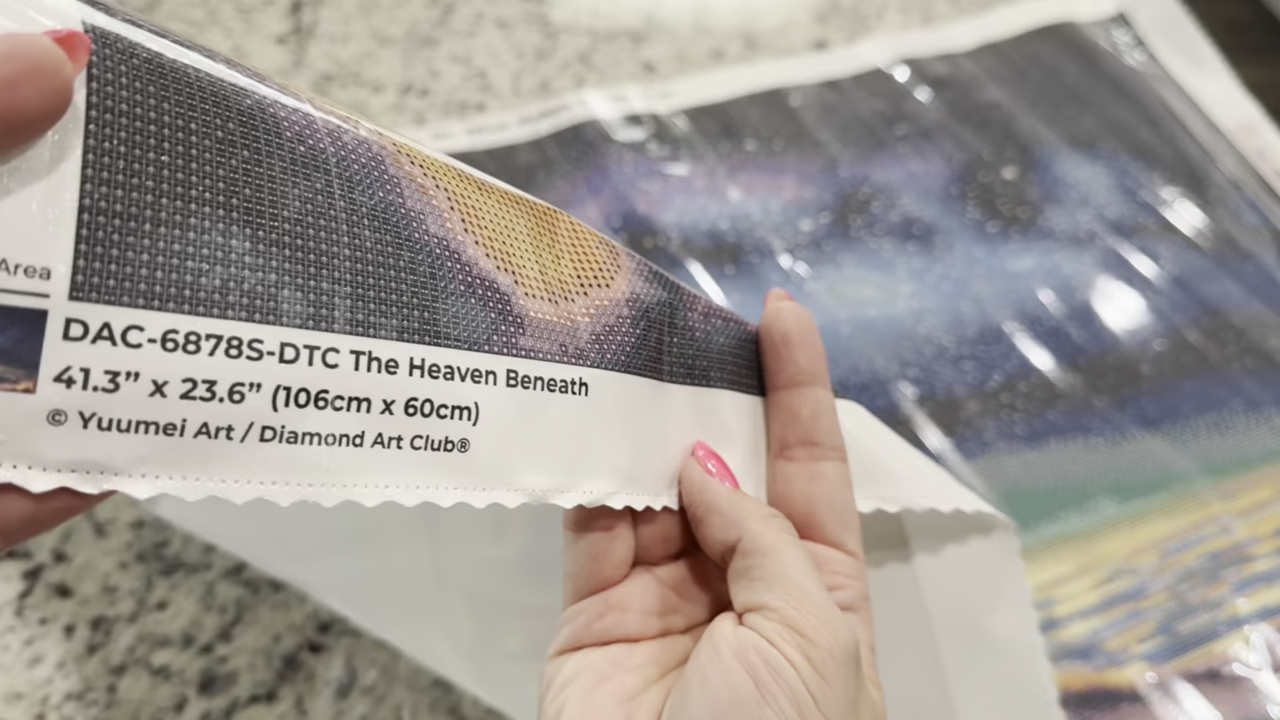 Area
DAC-6878S-DTC The Heaven Beneath
41.3” x 23.6” (106cm x 60cm)
© Yuumei Art / Diamond Art Club®